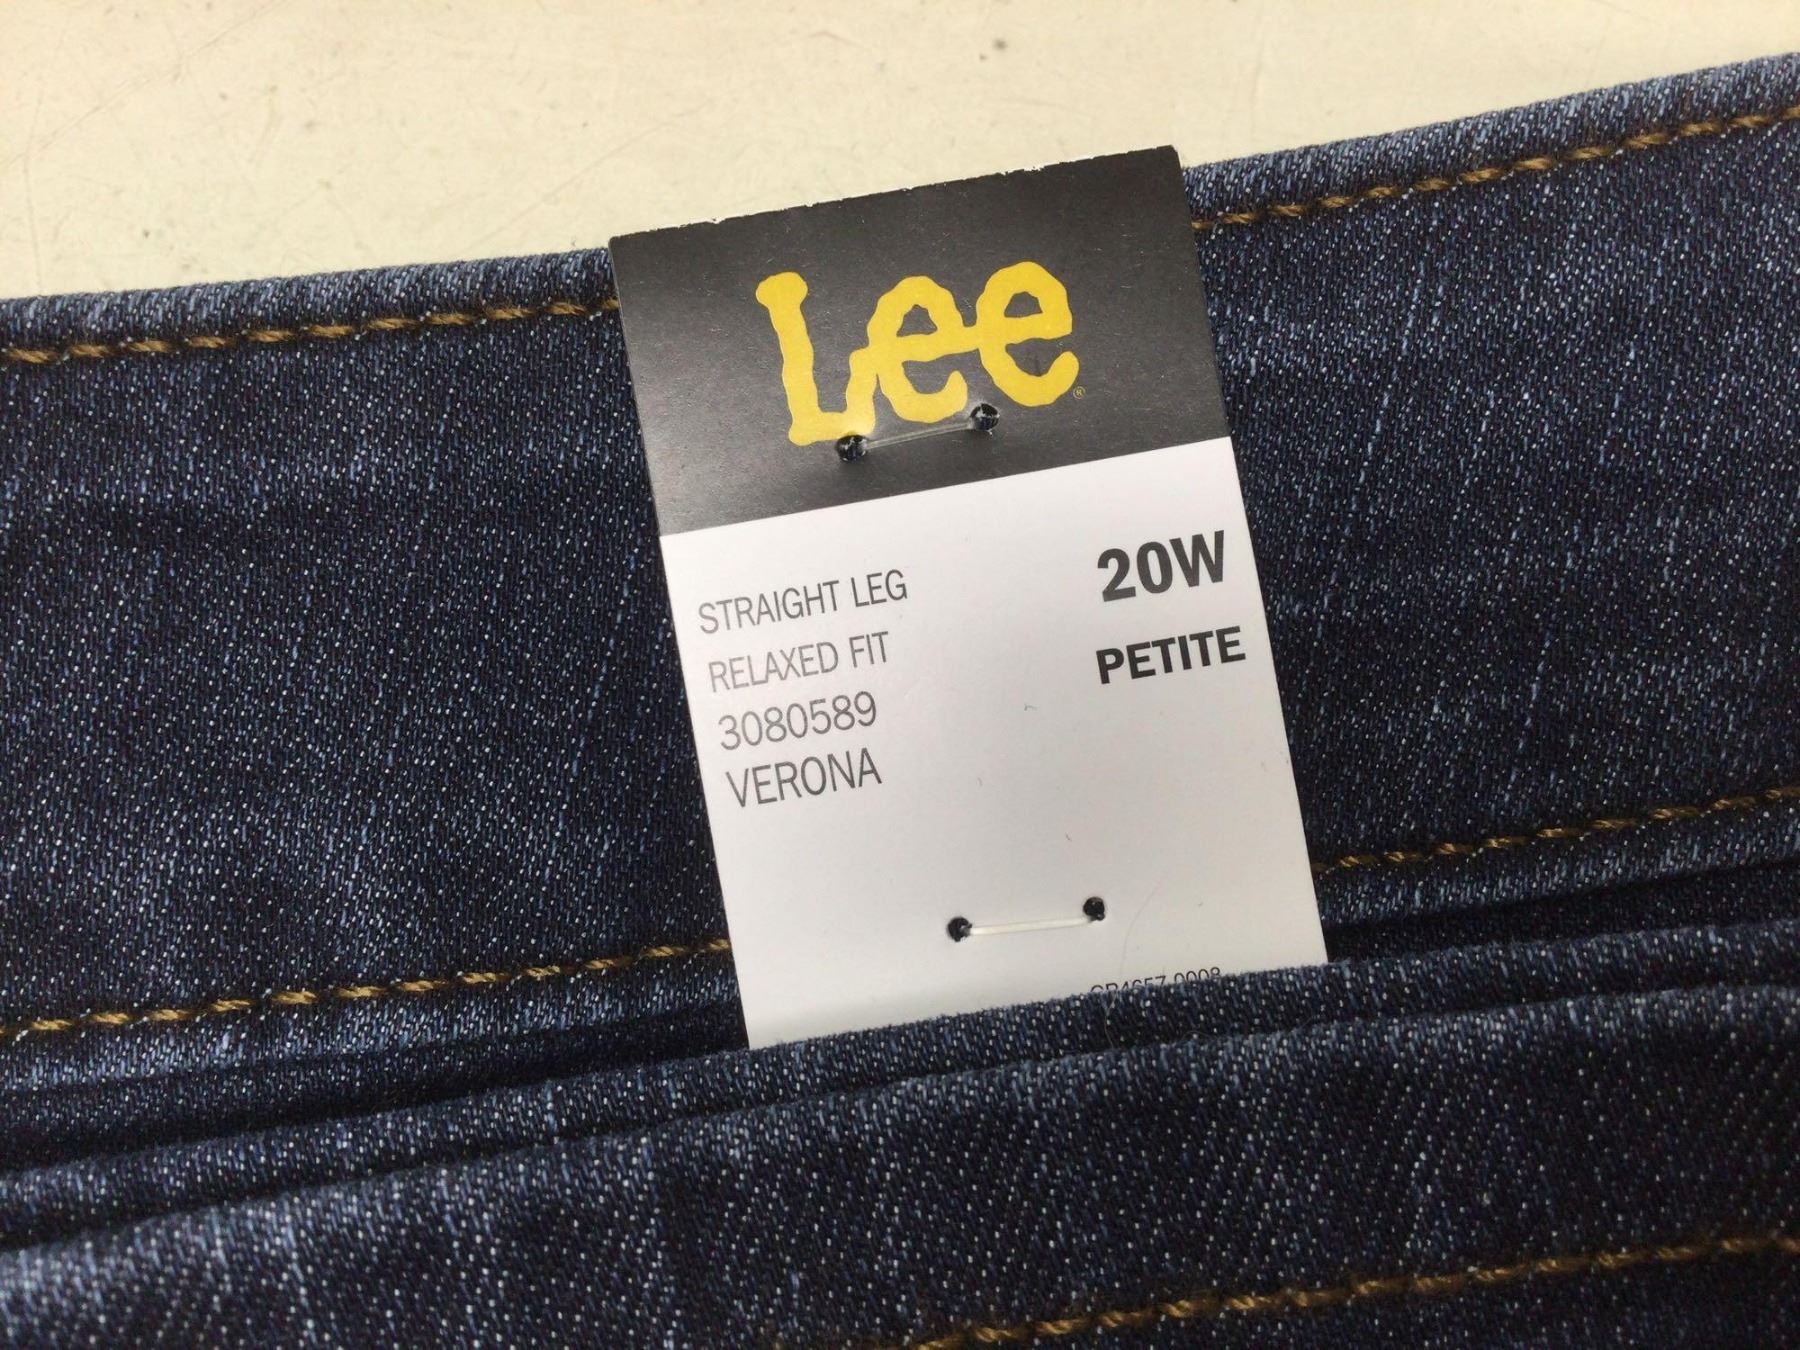 Lee
STRAIGHT LEG
RELAXED FIT
3080589
VERONA
20W
PETITE